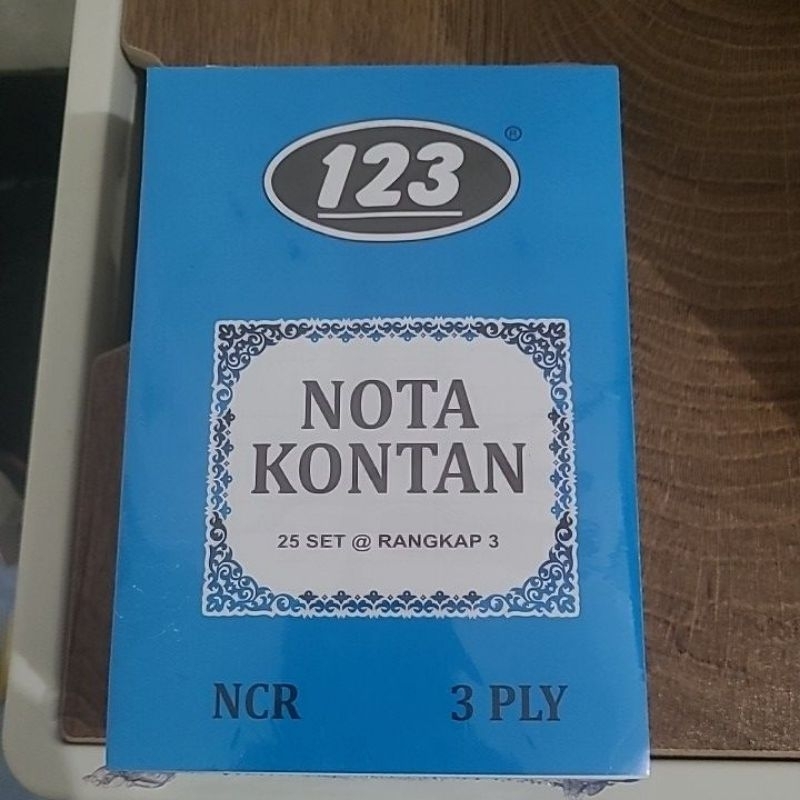 123 ®
NOTA
KONTAN
25 SET @ RANGKAP 3
NCR 3 PLY